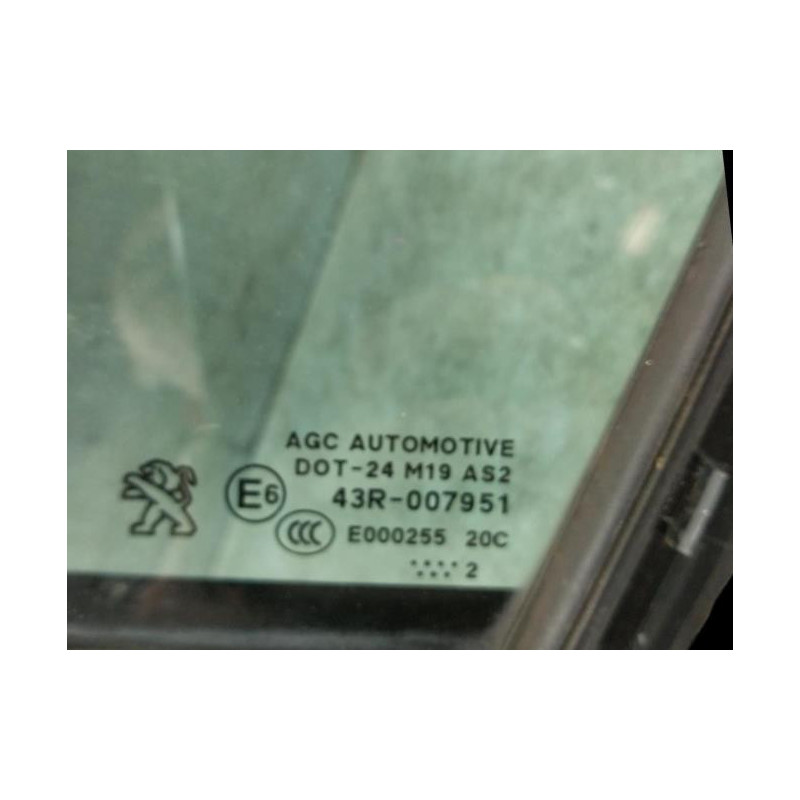 AGC AUTOMOTIVE
DOT-24 M19 AS2
E6 43R-007951
CCC E000255 20C
2